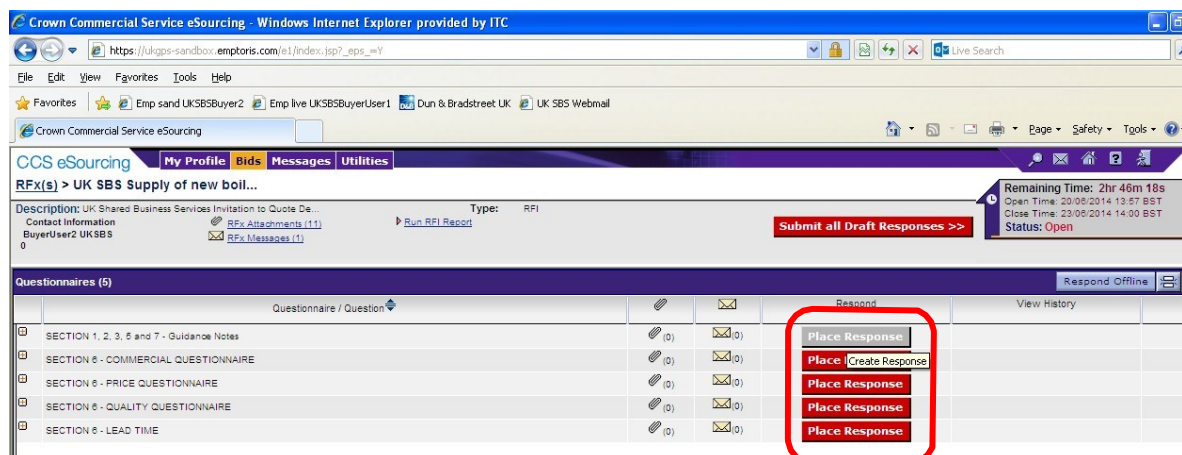 Crown Commercial Service eSourcing - Windows Internet Explorer provided by ITC
https://ukgps-sandbox.emptoris.com/e1/index.jsp?_eps_=Y
Live Search
File Edit View Favorites Tools Help
Favorites Emp sand UKSBSBuyer2 Emp live UKSBSBuyerUser1 Dun & Bradstreet UK UK SBS Webmail
Crown Commercial Service eSourcing
Page Safety Tools
CCS eSourcing My Profile Bids Messages Utilities
RFx(s) > UK SBS Supply of new boil...
Remaining Time: 2hr 46m 18s
Open Time: 20/06/2014 13:57 BST
Close Time: 23/06/2014 14:00 BST
Status: Open
Description: UK Shared Business Services Invitation to Quote De... Type: RFI
Contact Information RFx Attachments (11) Run RFI Report
BuyerUser2 UKSBS RFx Messages (1)
0
Submit all Draft Responses >>
Questionnaires (5) Respond Offline
Questionnaire / Question Respond View History
SECTION 1, 2, 3, 5 and 7 - Guidance Notes (0) (0) Place Response
SECTION 6 - COMMERCIAL QUESTIONNAIRE (0) (0) Place Create Response
SECTION 6 - PRICE QUESTIONNAIRE (0) (0) Place Response
SECTION 6 - QUALITY QUESTIONNAIRE (0) (0) Place Response
SECTION 6 - LEAD TIME (0) (0) Place Response